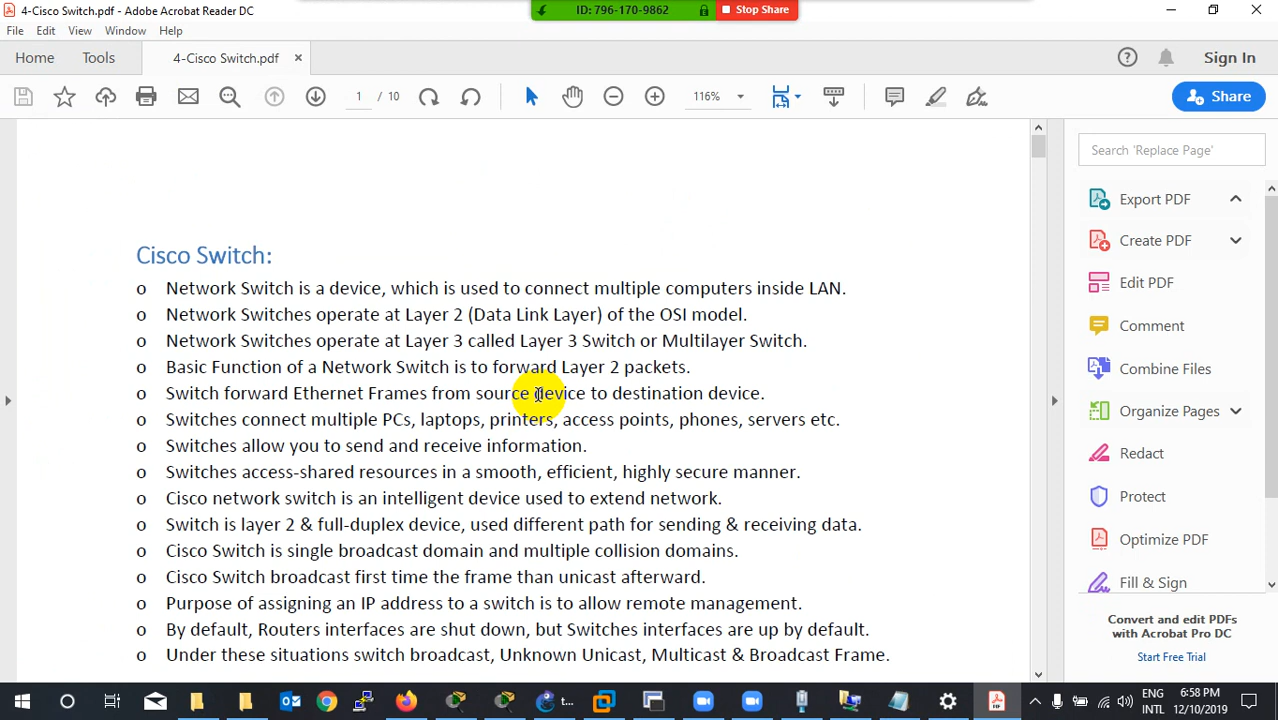 4-Cisco Switch.pdf - Adobe Acrobat Reader DC
ID: 796-170-9862
Stop Share
File Edit View Window Help
Home Tools 4-Cisco Switch.pdf × Sign In
1 / 10 116% Share
Search 'Replace Page'
Export PDF
Create PDF
Edit PDF
Comment
Combine Files
Organize Pages
Redact
Protect
Optimize PDF
Fill & Sign
Convert and edit PDFs
with Acrobat Pro DC
Start Free Trial
Cisco Switch:
o Network Switch is a device, which is used to connect multiple computers inside LAN.
o Network Switches operate at Layer 2 (Data Link Layer) of the OSI model.
o Network Switches operate at Layer 3 called Layer 3 Switch or Multilayer Switch.
o Basic Function of a Network Switch is to forward Layer 2 packets.
o Switch forward Ethernet Frames from source device to destination device.
o Switches connect multiple PCs, laptops, printers, access points, phones, servers etc.
o Switches allow you to send and receive information.
o Switches access-shared resources in a smooth, efficient, highly secure manner.
o Cisco network switch is an intelligent device used to extend network.
o Switch is layer 2 & full-duplex device, used different path for sending & receiving data.
o Cisco Switch is single broadcast domain and multiple collision domains.
o Cisco Switch broadcast first time the frame than unicast afterward.
o Purpose of assigning an IP address to a switch is to allow remote management.
o By default, Routers interfaces are shut down, but Switches interfaces are up by default.
o Under these situations switch broadcast, Unknown Unicast, Multicast & Broadcast Frame.
t...
ENG
INTL
6:58 PM
12/10/2019